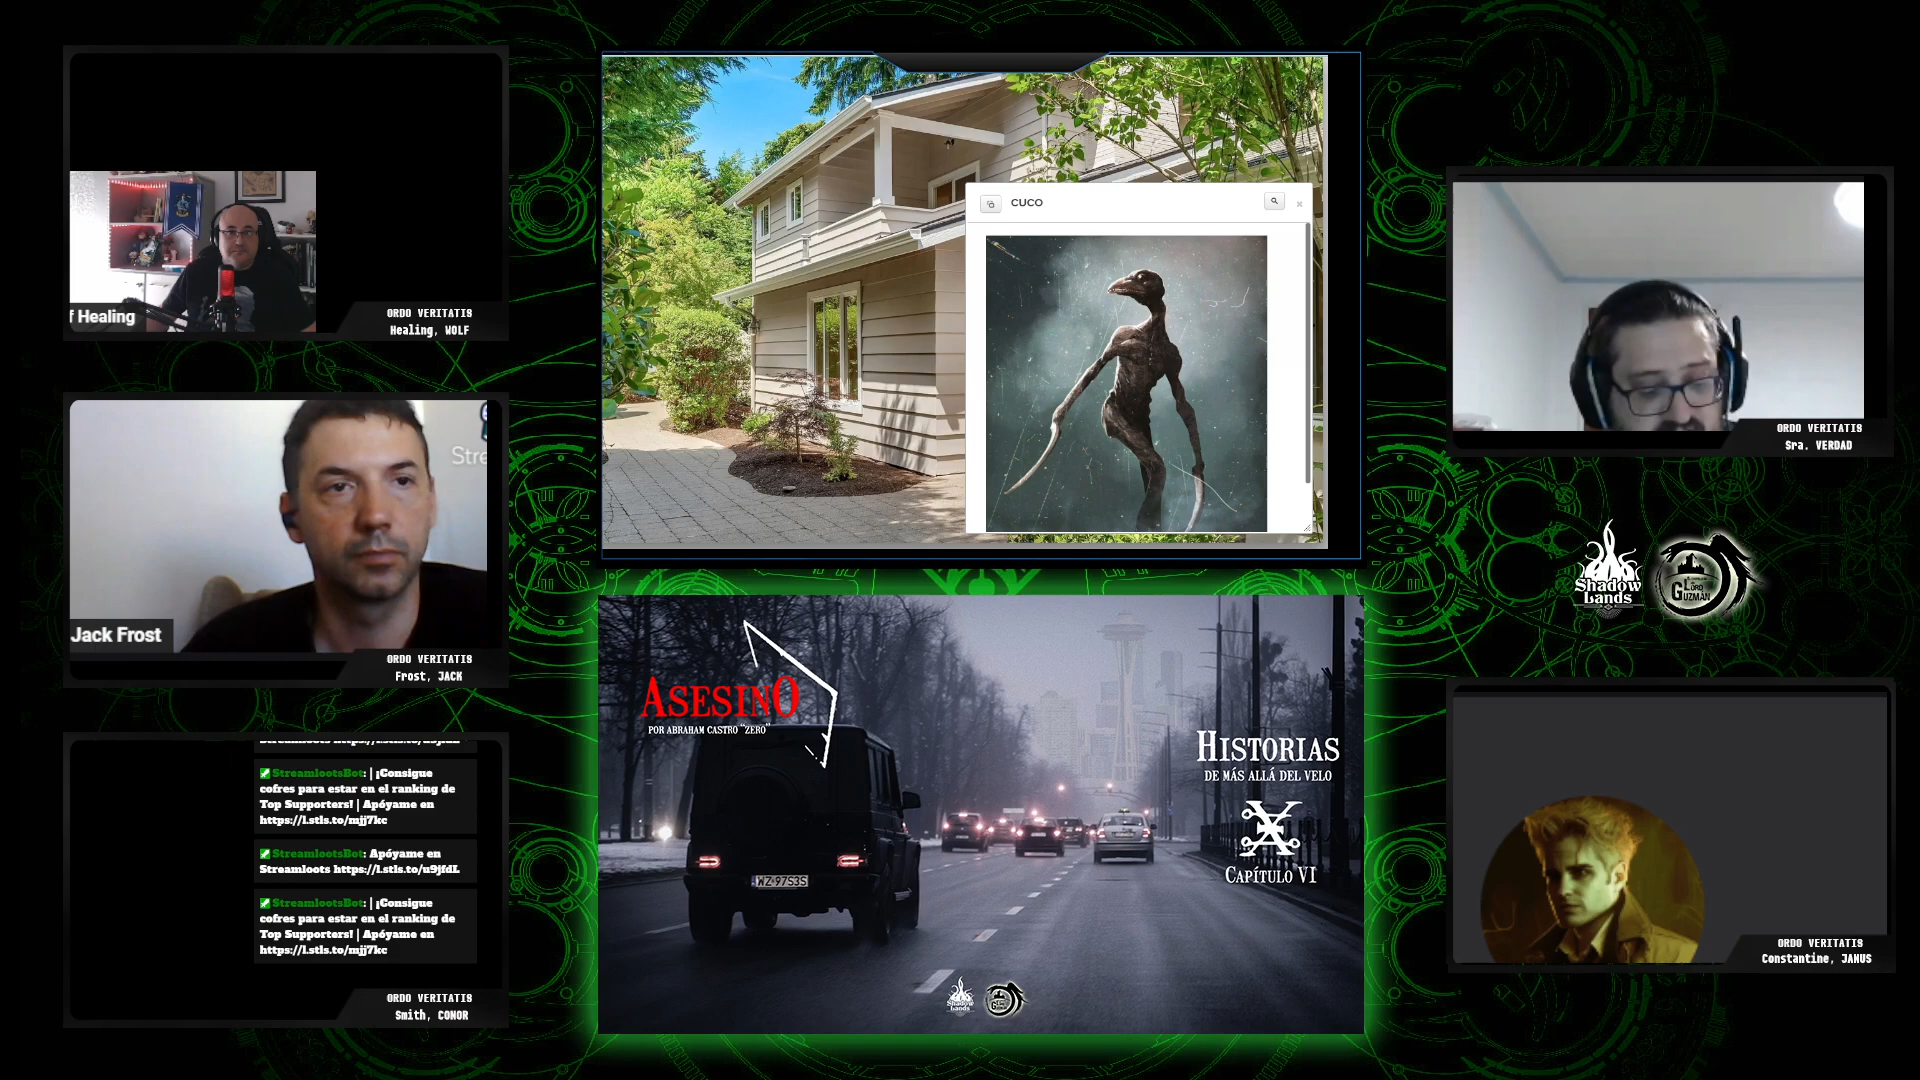 f Healing
ORDO VERITATIS
Healing, WOLF
Stre
Jack Frost
ORDO VERITATIS
Frost, JACK
StreamlootsBot: | ¡Consigue
cofres para estar en el ranking de
Top Supporters! | Apóyame en
https://l.stls.to/mjj7kc
StreamlootsBot: Apóyame en
Streamloots https://l.stls.to/u9jfdL
StreamlootsBot: | ¡Consigue
cofres para estar en el ranking de
Top Supporters! | Apóyame en
https://l.stls.to/mjj7kc
ORDO VERITATIS
Smith, CONOR
CUCO
ASESINO
POR ABRAHAM CASTRO "ZERO"
HISTORIAS
DE MÁS ALLÁ DEL VELO
CAPÍTULO VI
WZ 97S3S
Shadow
Lands
ORDO VERITATIS
Sra. VERDAD
Shadow
Lands
LORD
GUZMÁN
ORDO VERITATIS
Constantine, JANUS